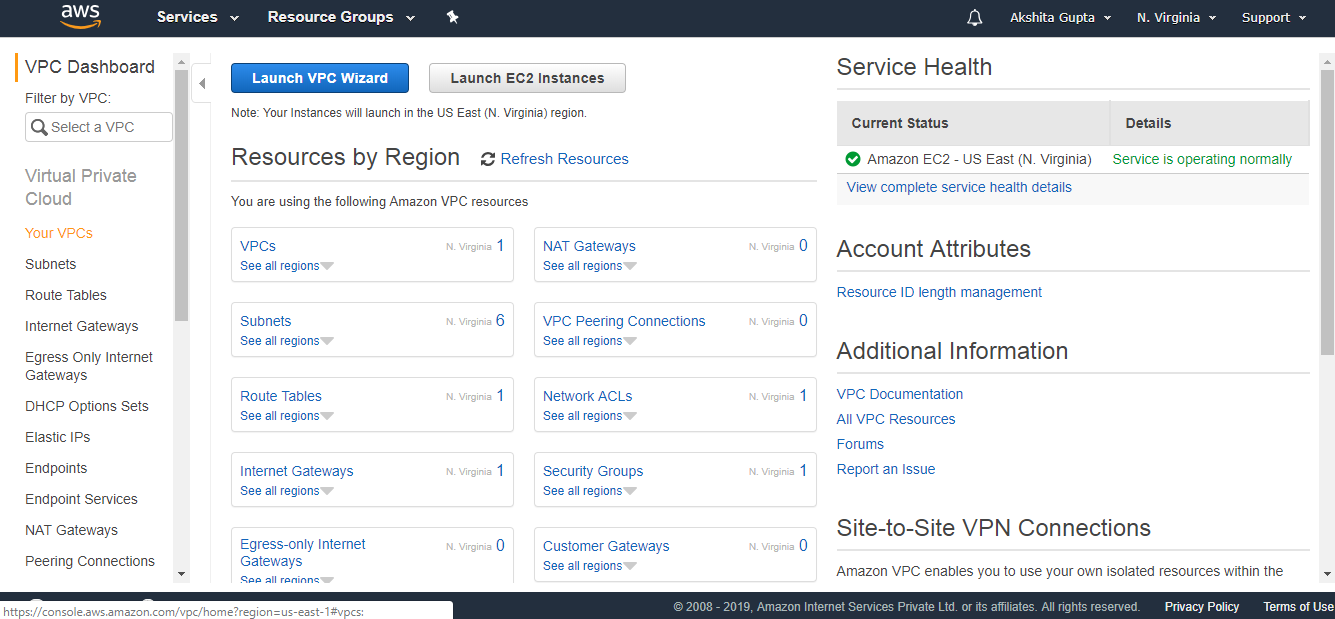 aws
Services
Resource Groups
Akshita Gupta
N. Virginia
Support
VPC Dashboard
Filter by VPC:
Select a VPC
Virtual Private
Cloud
Your VPCs
Subnets
Route Tables
Internet Gateways
Egress Only Internet
Gateways
DHCP Options Sets
Elastic IPs
Endpoints
Endpoint Services
NAT Gateways
Peering Connections
Launch VPC Wizard
Launch EC2 Instances
Note: Your Instances will launch in the US East (N. Virginia) region.
Resources by Region
Refresh Resources
You are using the following Amazon VPC resources
VPCs N. Virginia 1
See all regions
NAT Gateways N. Virginia 0
See all regions
Subnets N. Virginia 6
See all regions
VPC Peering Connections N. Virginia 0
See all regions
Route Tables N. Virginia 1
See all regions
Network ACLs N. Virginia 1
See all regions
Internet Gateways N. Virginia 1
See all regions
Security Groups N. Virginia 1
See all regions
Egress-only Internet N. Virginia 0
Gateways
See all regions
Customer Gateways N. Virginia 0
See all regions
Service Health
Current Status Details
Amazon EC2 - US East (N. Virginia) Service is operating normally
View complete service health details
Account Attributes
Resource ID length management
Additional Information
VPC Documentation
All VPC Resources
Forums
Report an Issue
Site-to-Site VPN Connections
Amazon VPC enables you to use your own isolated resources within the
https://console.aws.amazon.com/vpc/home?region=us-east-1#vpcs:
© 2008 - 2019, Amazon Internet Services Private Ltd. or its affiliates. All rights reserved.
Privacy Policy
Terms of Use